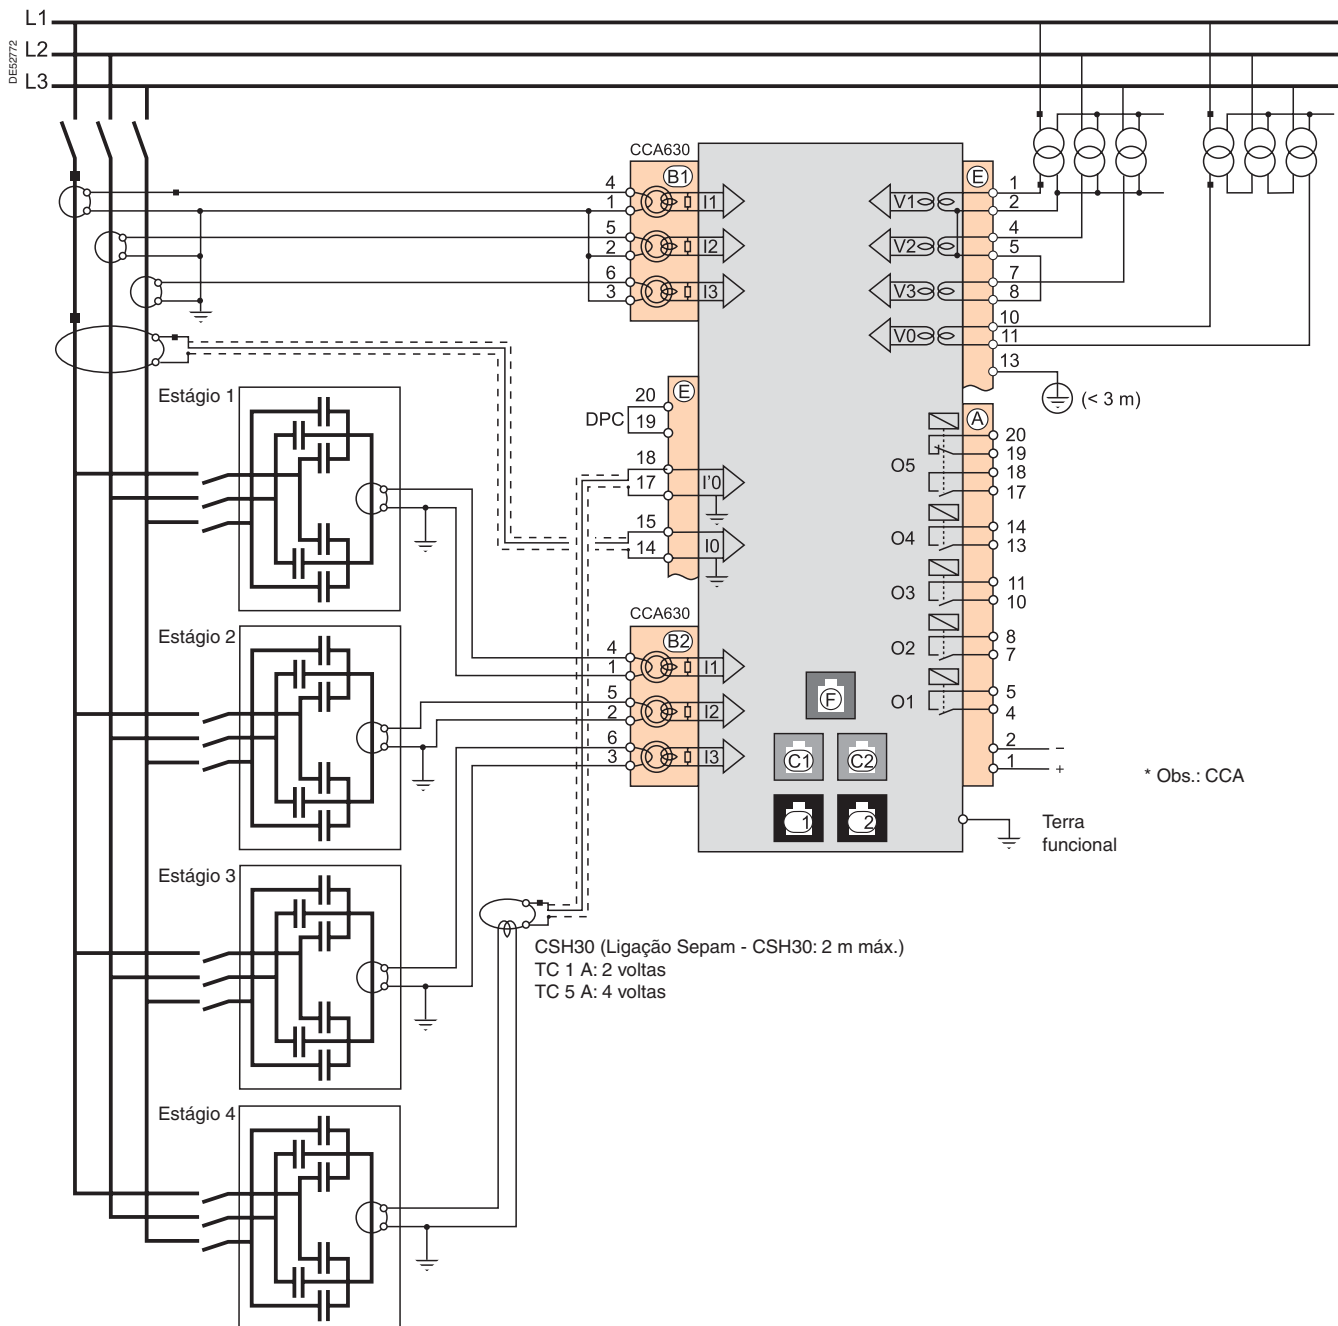 L1
L2
L3
DE52772
CCA630
B1
4
1
I1
5
2
I2
6
3
I3
E
V1
1
2
V2
4
5
V3
7
8
V0
10
11
13
(< 3 m)
Estágio 1
E
20
DPC
19
18
17
I'0
15
14
I0
A
O5
20
19
18
17
O4
14
13
O3
11
10
O2
8
7
O1
5
4
2 –
1 +
Estágio 2
CCA630
B2
4
1
I1
5
2
I2
6
3
I3
F
C1
C2
1
2
* Obs.: CCA
Terra
funcional
Estágio 3
CSH30 (Ligação Sepam - CSH30: 2 m máx.)
TC 1 A: 2 voltas
TC 5 A: 4 voltas
Estágio 4